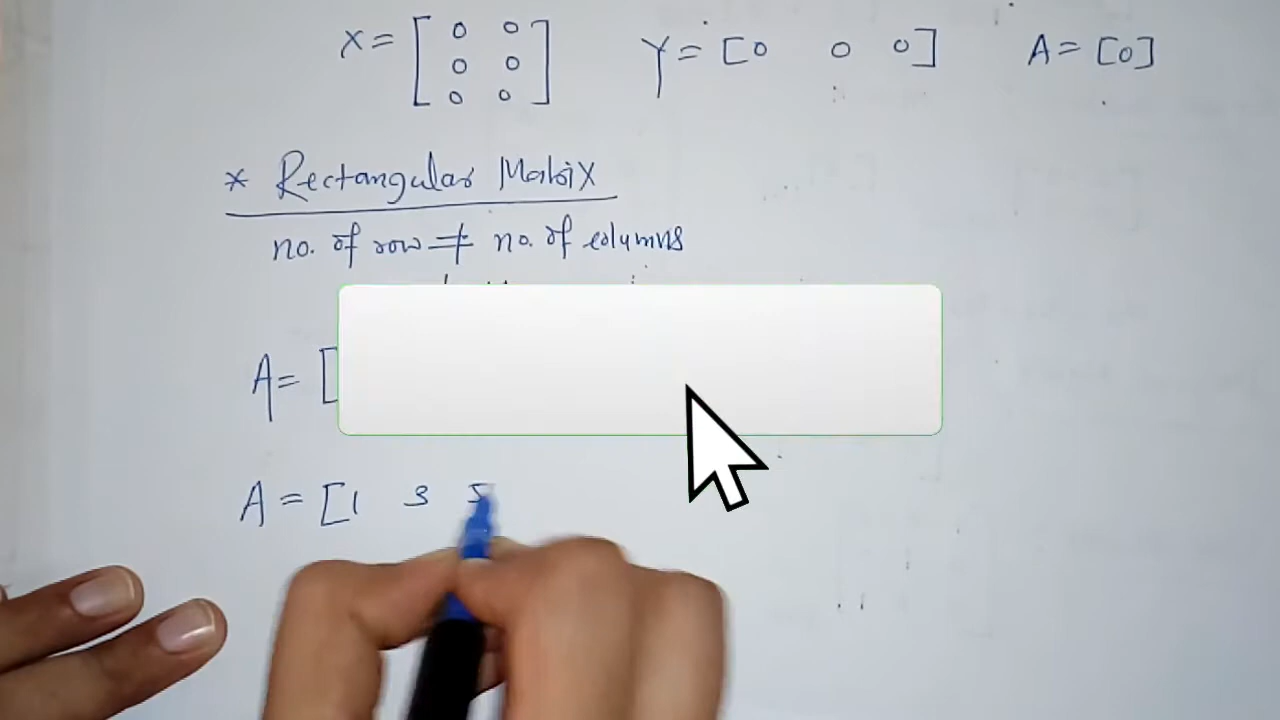 X = [ 0 0 Y = [0 0 0] A = [0]
0 0
0 0 ]
* Rectangular Matrix
no. of row ≠ no. of columns
A = [
A = [1 3 5